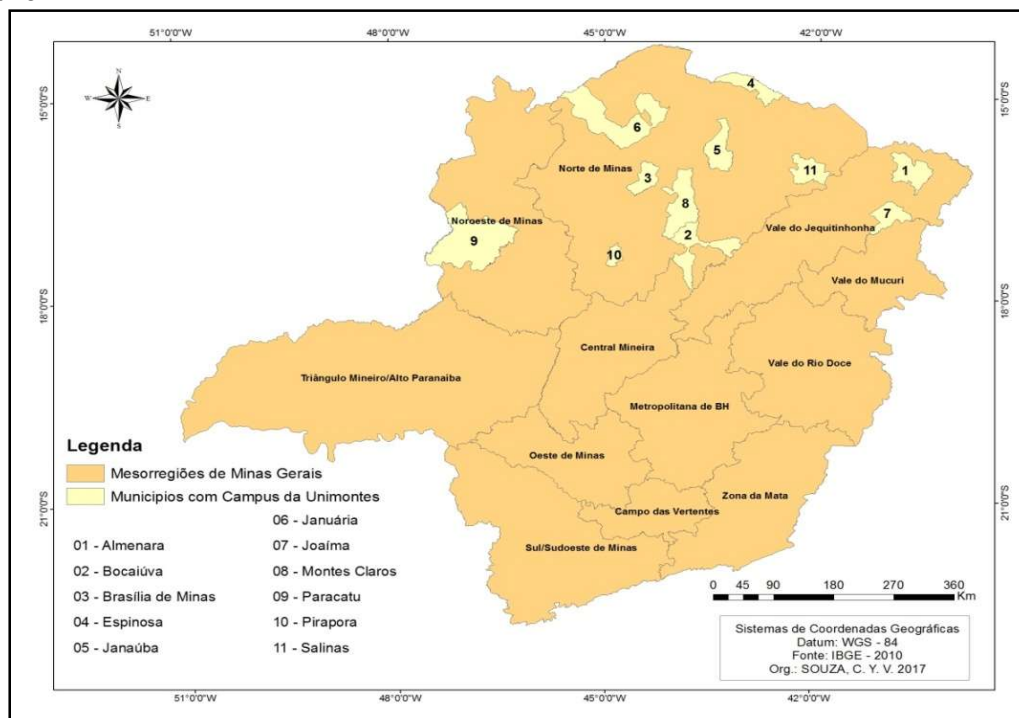 51°0'0"O
48°0'0"O
45°0'0"O
42°0'0"O
N
W
E
S
15°0'0"S
15°0'0"S
4
6
5
Norte de Minas
3
11
1
8
7
Noroeste de Minas
Vale do Jequitinhonha
9
2
10
Vale do Mucuri
18°0'0"S
18°0'0"S
Central Mineira
Vale do Rio Doce
Triângulo Mineiro/Alto Paranaiba
Metropolitana de BH
Legenda
Mesorregiões de Minas Gerais
Municipios com Campus da Unimontes
Oeste de Minas
Zona da Mata
21°0'0"S
21°0'0"S
Campo das Vertentes
Sul/Sudoeste de Minas
01 - Almenara
02 - Bocaiúva
03 - Brasília de Minas
04 - Espinosa
05 - Janaúba
06 - Januária
07 - Joaíma
08 - Montes Claros
09 - Paracatu
10 - Pirapora
11 - Salinas
0 45 90 180 270 360
Km
Sistemas de Coordenadas Geográficas
Datum: WGS - 84
Fonte: IBGE - 2010
Org.: SOUZA, C. Y. V. 2017
51°0'0"O
48°0'0"O
45°0'0"O
42°0'0"O